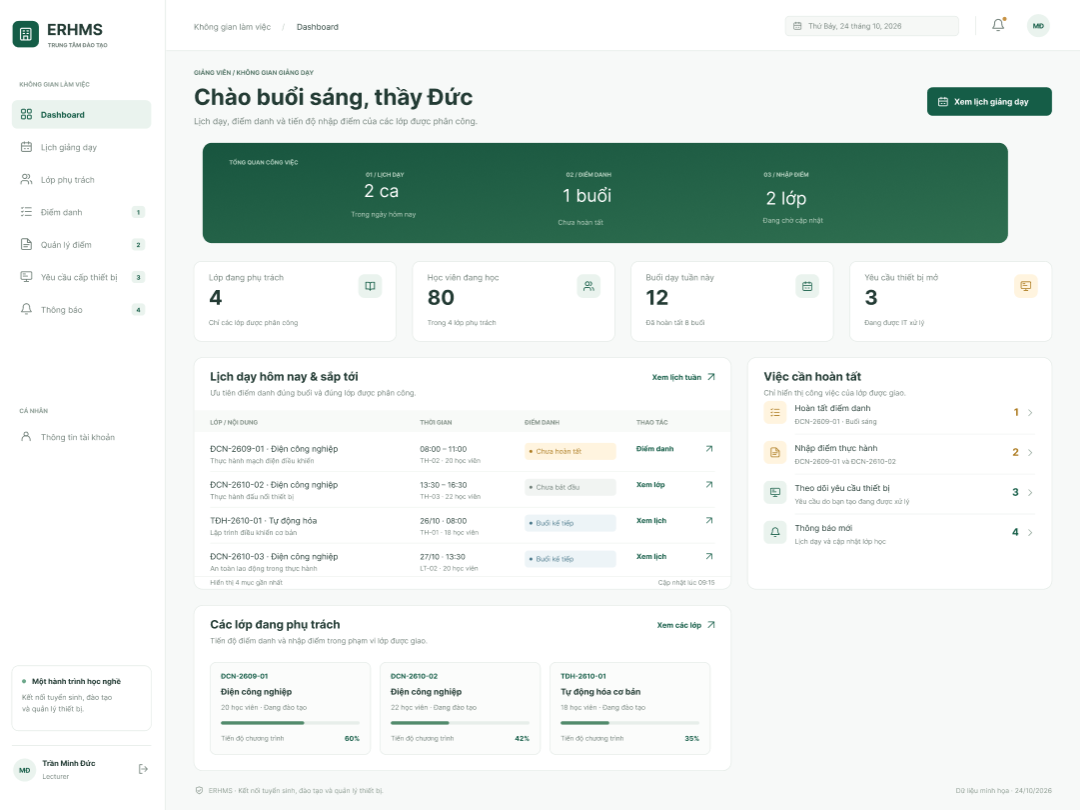 ERHMS
TRUNG TÂM ĐÀO TẠO
KHÔNG GIAN LÀM VIỆC
Dashboard
Lịch giảng dạy
Lớp phụ trách
Điểm danh 1
Quản lý điểm 2
Yêu cầu cấp thiết bị 3
Thông báo 4
CÁ NHÂN
Thông tin tài khoản
Một hành trình học nghề
Kết nối tuyển sinh, đào tạo
và quản lý thiết bị.
MĐ
Trần Minh Đức
Lecturer
Không gian làm việc / Dashboard
Thứ Bảy, 24 tháng 10, 2026
MĐ
GIẢNG VIÊN / KHÔNG GIAN GIẢNG DẠY
Chào buổi sáng, thầy Đức
Lịch dạy, điểm danh và tiến độ nhập điểm của các lớp được phân công.
Xem lịch giảng dạy
TỔNG QUAN CÔNG VIỆC
01 / LỊCH DẠY
2 ca
Trong ngày hôm nay
02 / ĐIỂM DANH
1 buổi
Chưa hoàn tất
03 / NHẬP ĐIỂM
2 lớp
Đang chờ cập nhật
Lớp đang phụ trách
4
Chỉ các lớp được phân công
Học viên đang học
80
Trong 4 lớp phụ trách
Buổi dạy tuần này
12
Đã hoàn tất 8 buổi
Yêu cầu thiết bị mở
3
Đang được IT xử lý
Lịch dạy hôm nay & sắp tới
Xem lịch tuần
Ưu tiên điểm danh đúng buổi và đúng lớp được phân công.
LỚP / NỘI DUNG THỜI GIAN ĐIỂM DANH THAO TÁC
ĐCN-2609-01 · Điện công nghiệp 08:00 – 11:00 Chưa hoàn tất Điểm danh
Thực hành mạch điện điều khiển TH-02 · 20 học viên
ĐCN-2610-02 · Điện công nghiệp 13:30 – 16:30 Chưa bắt đầu Xem lớp
Thực hành đấu nối thiết bị TH-03 · 22 học viên
TĐH-2610-01 · Tự động hóa 26/10 · 08:00 Buổi kế tiếp Xem lịch
Lập trình điều khiển cơ bản TH-01 · 18 học viên
ĐCN-2610-03 · Điện công nghiệp 27/10 · 13:30 Buổi kế tiếp Xem lịch
An toàn lao động trong thực hành LT-02 · 20 học viên
Hiển thị 4 mục gần nhất Cập nhật lúc 09:15
Việc cần hoàn tất
Chỉ hiển thị công việc của lớp được giao.
Hoàn tất điểm danh 1
ĐCN-2609-01 · Buổi sáng
Nhập điểm thực hành 2
ĐCN-2609-01 và ĐCN-2610-02
Theo dõi yêu cầu thiết bị 3
Yêu cầu do bạn tạo đang được xử lý
Thông báo mới 4
Lịch dạy và cập nhật lớp học
Các lớp đang phụ trách
Xem các lớp
Tiến độ điểm danh và nhập điểm trong phạm vi lớp được giao.
ĐCN-2609-01
Điện công nghiệp
20 học viên · Đang đào tạo
Tiến độ chương trình 60%
ĐCN-2610-02
Điện công nghiệp
22 học viên · Đang đào tạo
Tiến độ chương trình 42%
TĐH-2610-01
Tự động hóa cơ bản
18 học viên · Đang đào tạo
Tiến độ chương trình 35%
ERHMS · Kết nối tuyển sinh, đào tạo và quản lý thiết bị.
Dữ liệu minh họa · 24/10/2026